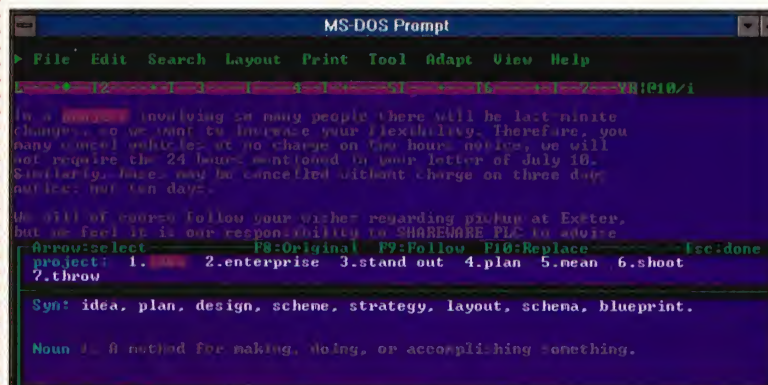 MS-DOS Prompt
File Edit Search Layout Print Tool Adapt View Help
In a project involving so many people there will be last-minite
changes, so we want to increase your flexibility. Therefore, you
many cancel vehicles at no charge on two hours notice, we will
not require the 24 hours mentioned in your letter of July 10.
Similarly, buses may be cancelled without charge on three days
notice: not ten days.
We will of course follow your wishes regarding pickup at Exeter,
but we feel it is our responsibility to SHAREWARE PLC to advise
Arrow:select F8:Original F9:Follow F10:Replace Esc:done
project: 1. 2.enterprise 3.stand out 4.plan 5.mean 6.shoot
7.throw
Syn: idea, plan, design, scheme, strategy, layout, schema, blueprint.
Noun A method for making, doing, or accomplishing something.